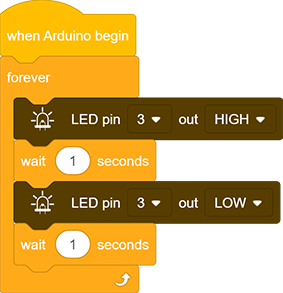 when Arduino begin
forever
LED pin 3 out HIGH
wait 1 seconds
LED pin 3 out LOW
wait 1 seconds